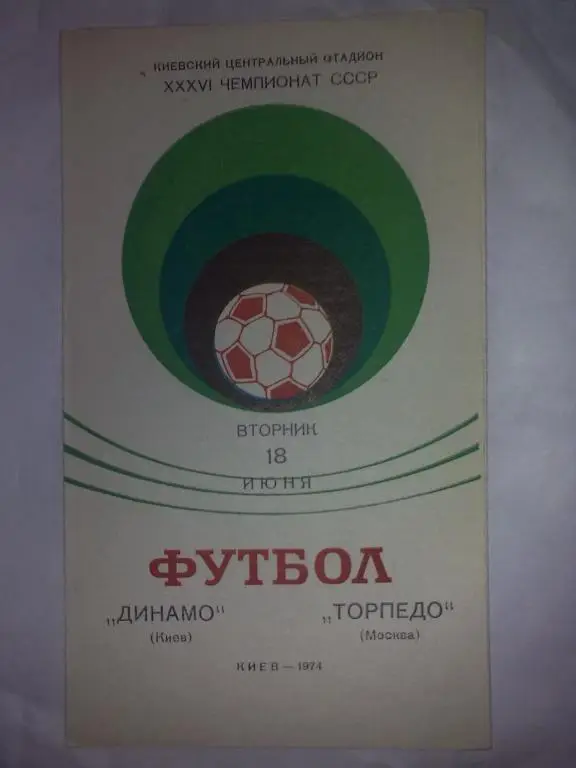 КИЕВСКИЙ ЦЕНТРАЛЬНЫЙ СТАДИОН
XXXVI ЧЕМПИОНАТ СССР
ВТОРНИК
18
ИЮНЯ
ФУТБОЛ
„ДИНАМО“ „ТОРПЕДО“
(Киев) (Москва)
КИЕВ — 1974